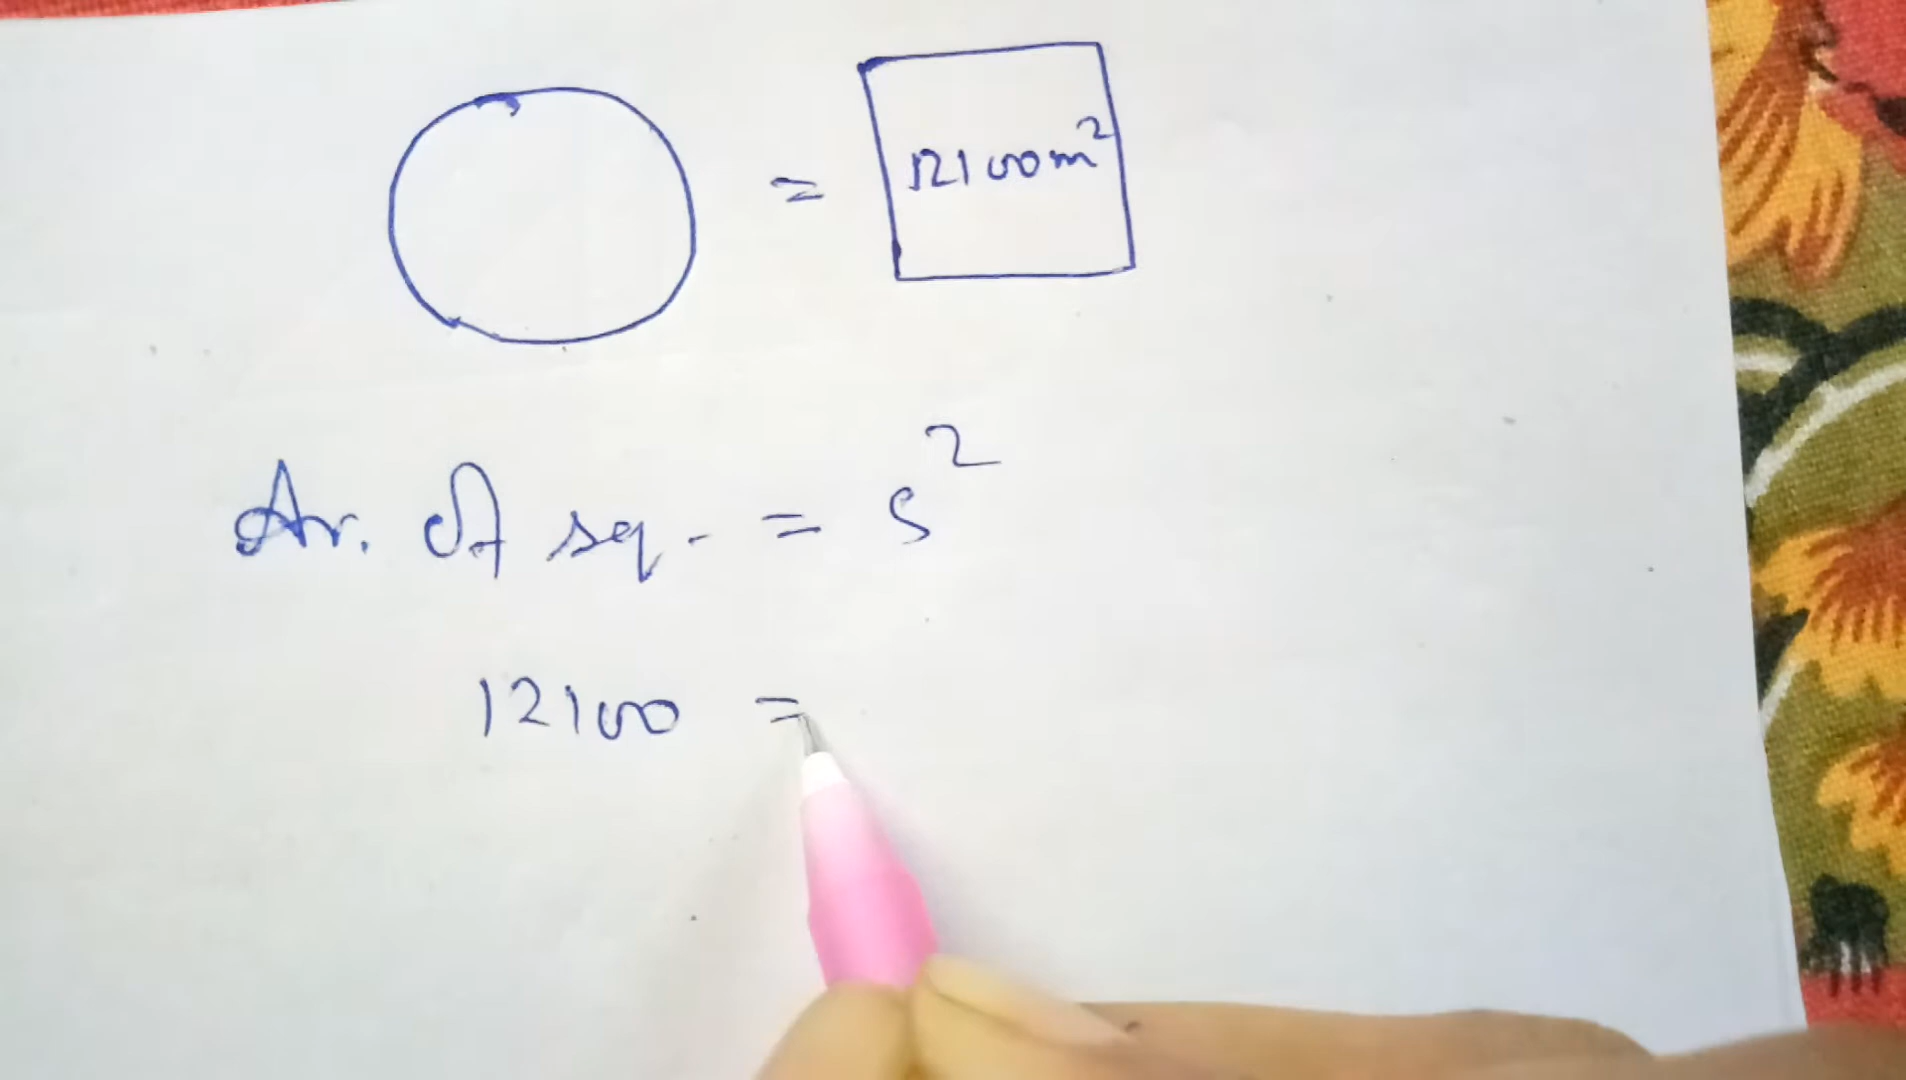 =
12100m²
Ar. of sq. = s²
12100 =